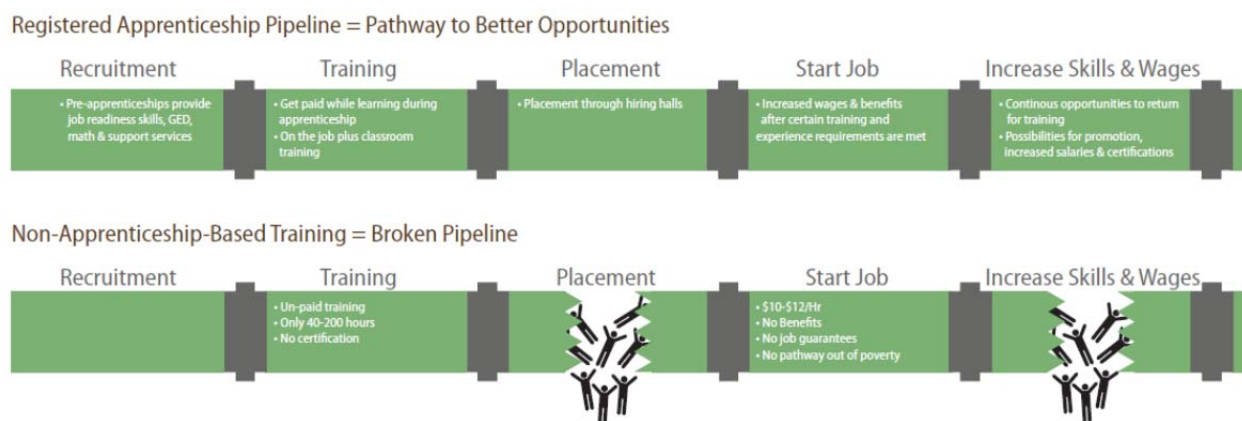 Registered Apprenticeship Pipeline = Pathway to Better Opportunities
Recruitment
• Pre-apprenticeships provide
job readiness skills, GED,
math & support services
Training
• Get paid while learning during
apprenticeship
• On the job plus classroom
training
Placement
• Placement through hiring halls
Start Job
• Increased wages & benefits
after certain training and
experience requirements are met
Increase Skills & Wages
• Continous opportunities to return
for training
• Possibilities for promotion,
increased salaries & certifications
Non-Apprenticeship-Based Training = Broken Pipeline
Recruitment
Training
• Un-paid training
• Only 40-200 hours
• No certification
Placement
Start Job
• $10-$12/Hr
• No Benefits
• No job guarantees
• No pathway out of poverty
Increase Skills & Wages